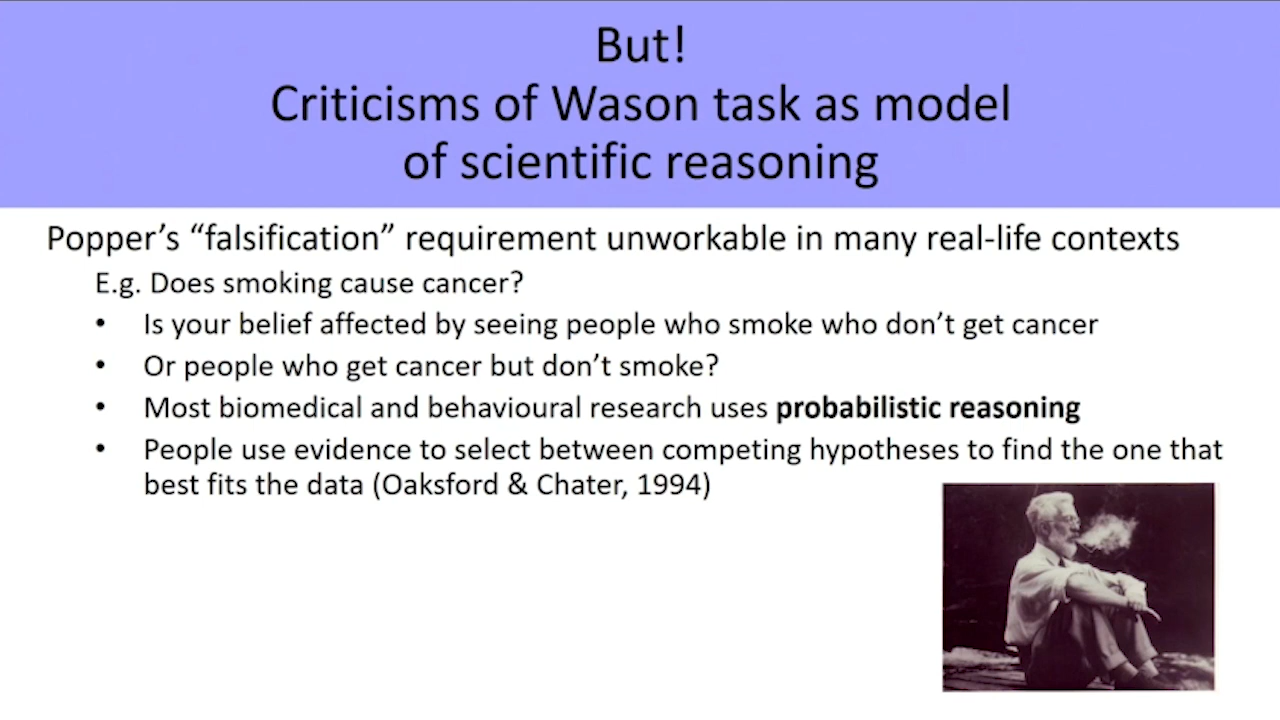 But!
Criticisms of Wason task as model
of scientific reasoning
Popper’s “falsification” requirement unworkable in many real-life contexts
E.g. Does smoking cause cancer?
• Is your belief affected by seeing people who smoke who don’t get cancer
• Or people who get cancer but don’t smoke?
• Most biomedical and behavioural research uses probabilistic reasoning
• People use evidence to select between competing hypotheses to find the one that
best fits the data (Oaksford & Chater, 1994)